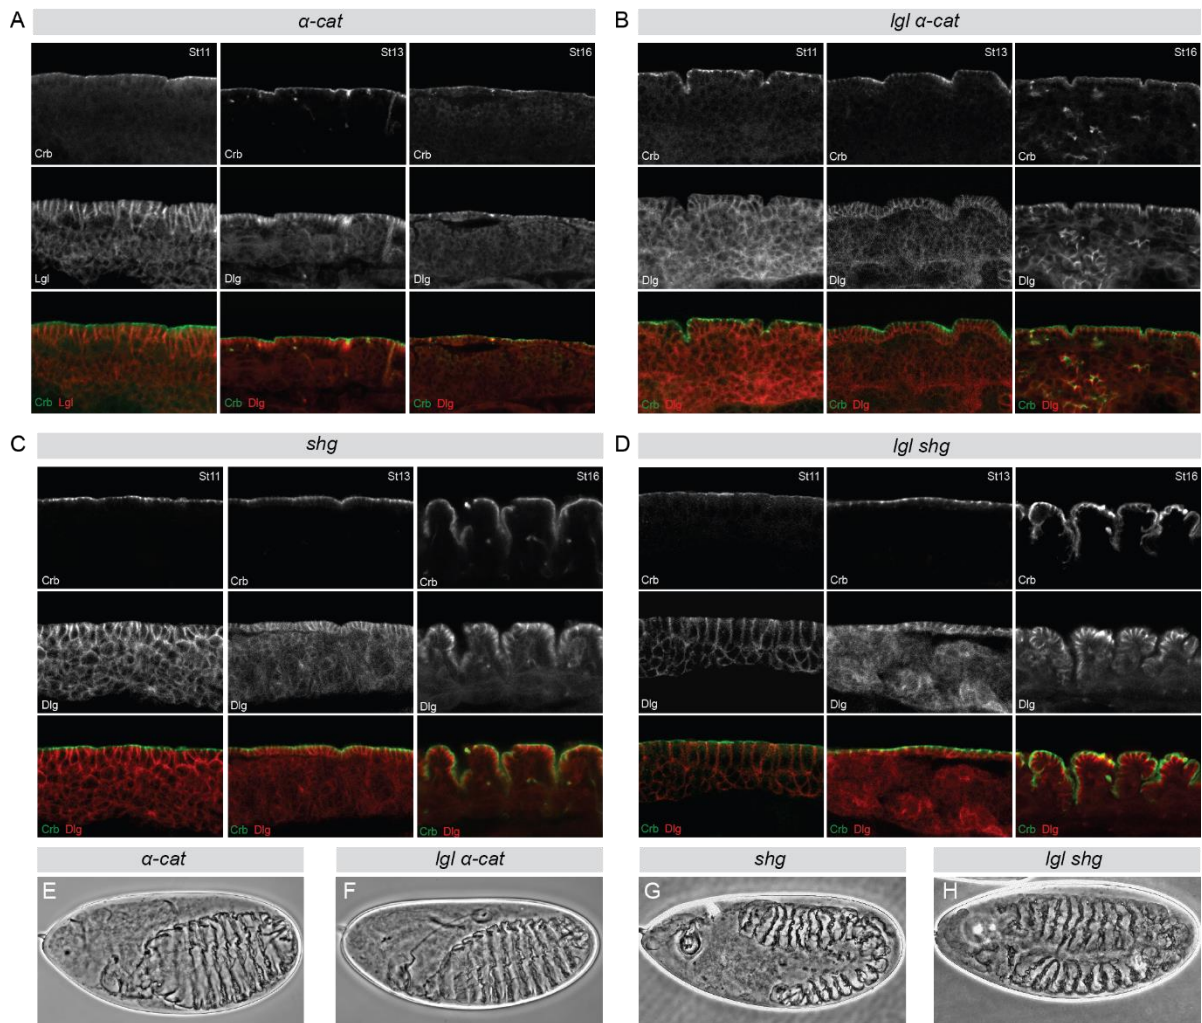 A
α-cat
St11
St13
St16
Crb
Crb
Crb
Lgl
Dlg
Dlg
Crb Lgl
Crb Dlg
Crb Dlg
B
lgl α-cat
St11
St13
St16
Crb
Crb
Crb
Dlg
Dlg
Dlg
Crb Dlg
Crb Dlg
Crb Dlg
C
shg
St11
St13
St16
Crb
Crb
Crb
Dlg
Dlg
Dlg
Crb Dlg
Crb Dlg
Crb Dlg
D
lgl shg
St11
St13
St16
Crb
Crb
Crb
Dlg
Dlg
Dlg
Crb Dlg
Crb Dlg
Crb Dlg
α-cat
E
lgl α-cat
F
shg
G
lgl shg
H